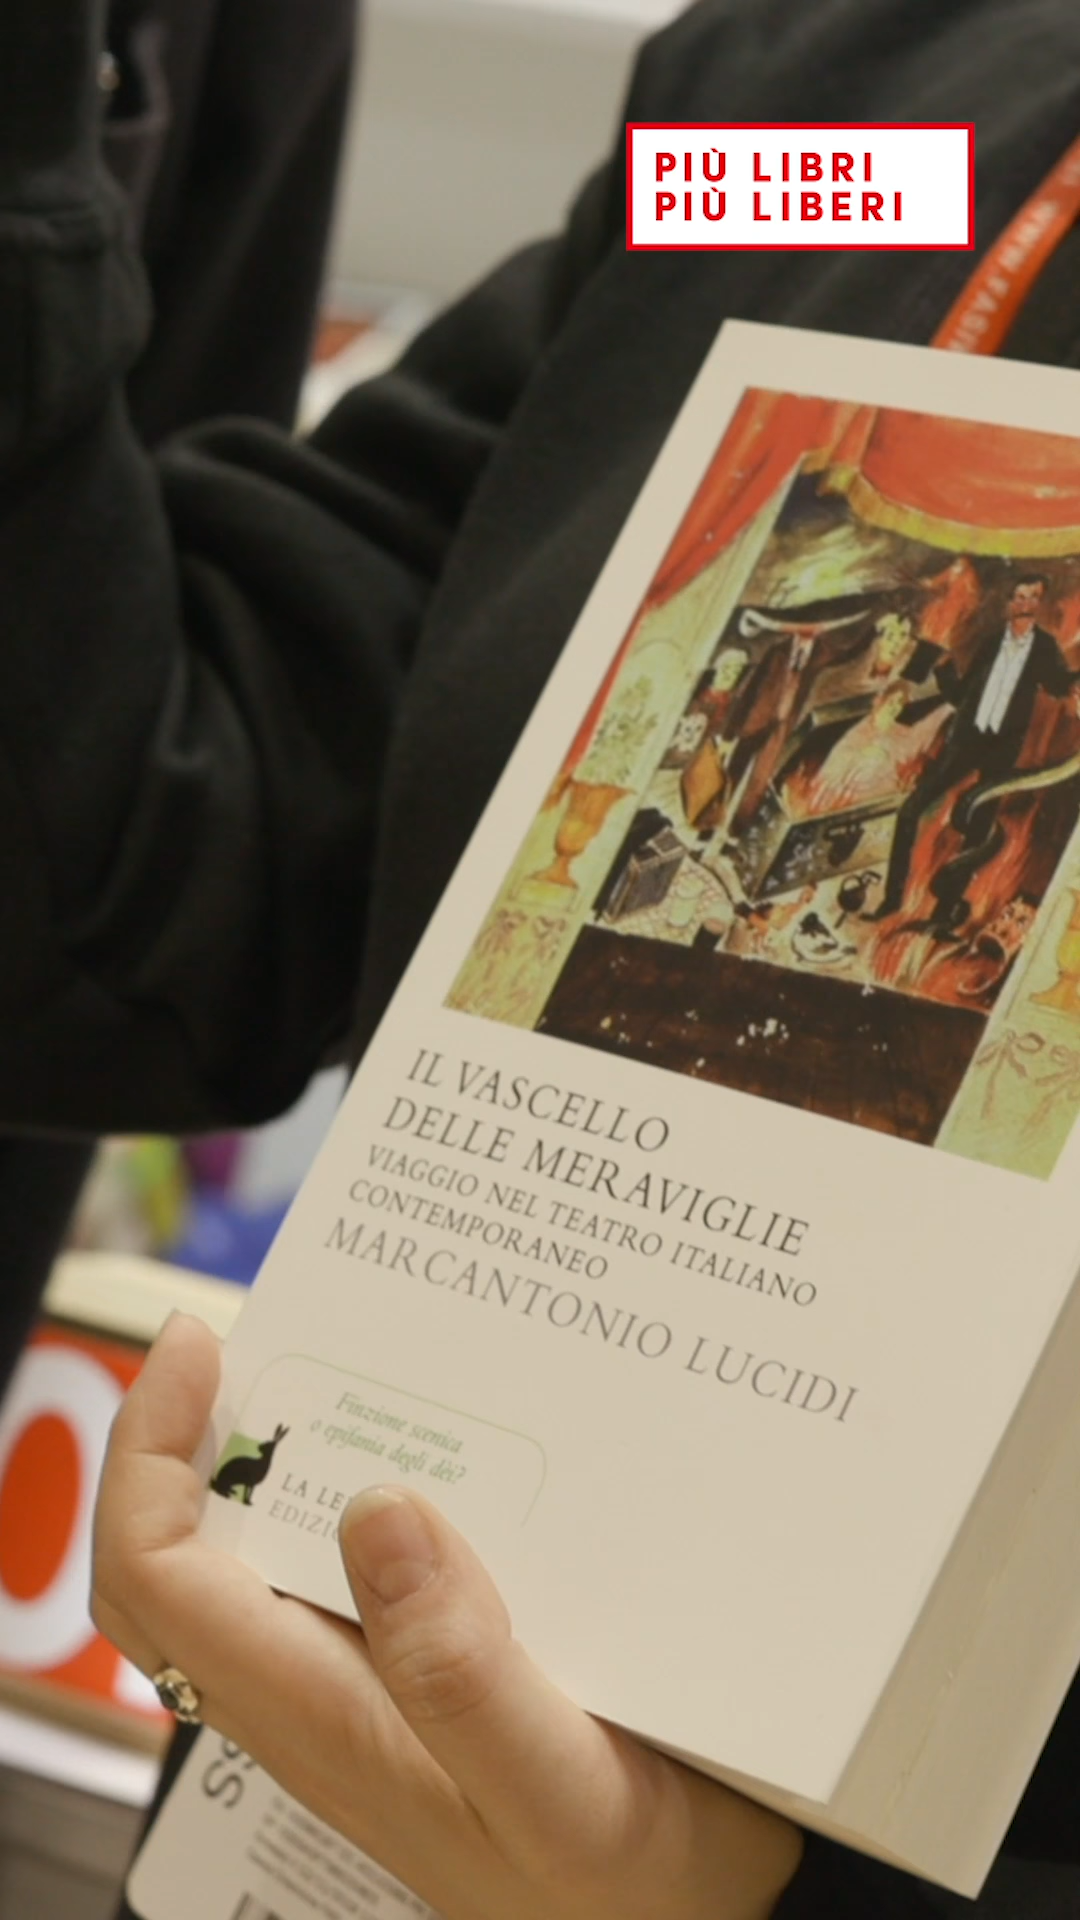 PIÙ LIBRI
PIÙ LIBERI
IL VASCELLO
DELLE MERAVIGLIE
VIAGGIO NEL TEATRO ITALIANO
CONTEMPORANEO
MARCANTONIO LUCIDI
Finzione scenica
o epifania degli dèi?
LA